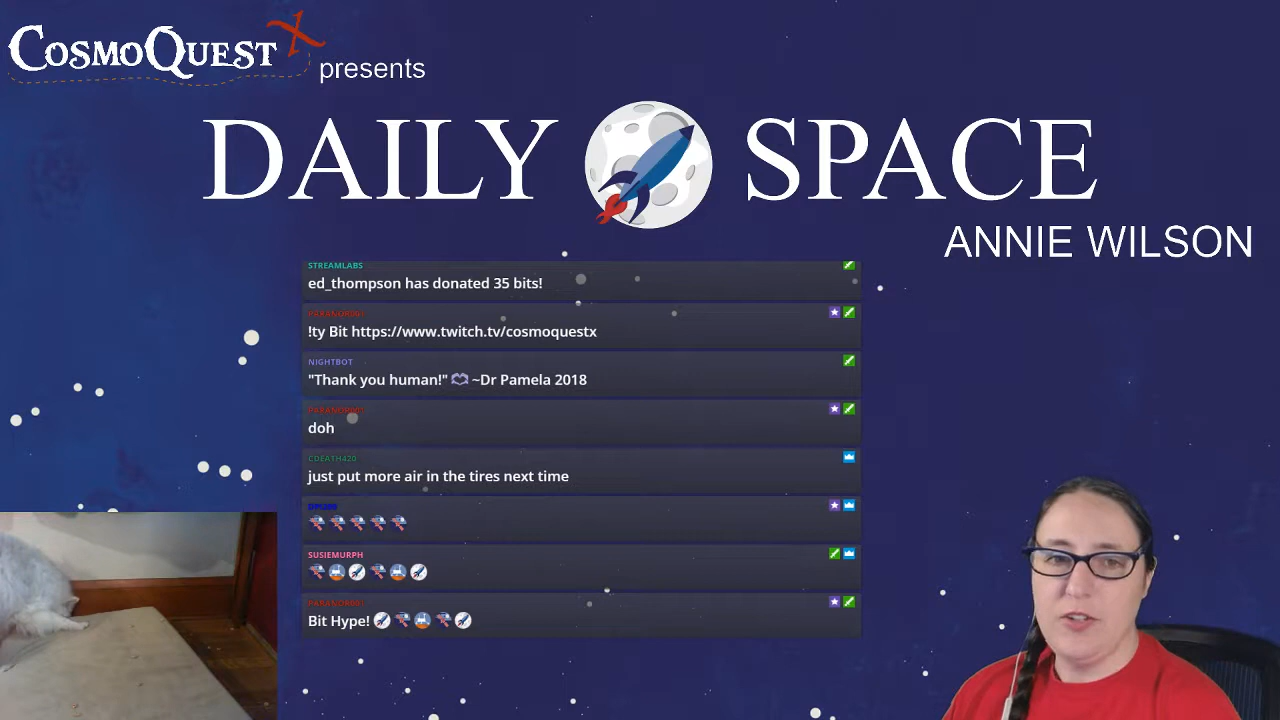 COSMOQUEST X
presents
DAILY SPACE
ANNIE WILSON
STREAMLABS
ed_thompson has donated 35 bits!
!ty Bit https://www.twitch.tv/cosmoquestx
NIGHTBOT
"Thank you human!" ~Dr Pamela 2018
doh
CDEATH420
just put more air in the tires next time
SUSIEMURPH
Bit Hype!